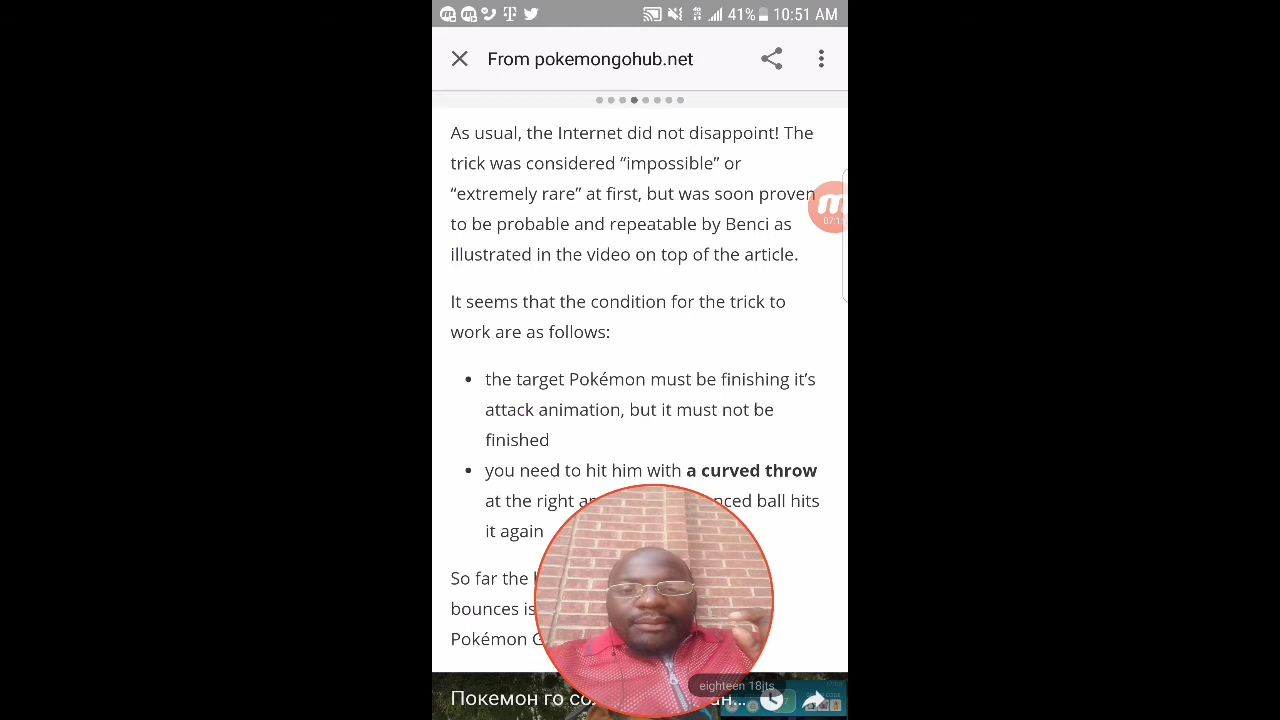 41% 10:51 AM
From pokemongohub.net
As usual, the Internet did not disappoint! The
trick was considered “impossible” or
“extremely rare” at first, but was soon proven
to be probable and repeatable by Benci as
illustrated in the video on top of the article.
It seems that the condition for the trick to
work are as follows:
the target Pokémon must be finishing it’s
attack animation, but it must not be
finished
you need to hit him with a curved throw
at the right ball hits
it again
So far the
bounces is
Pokémon
eighteen 18jts
Покемон го